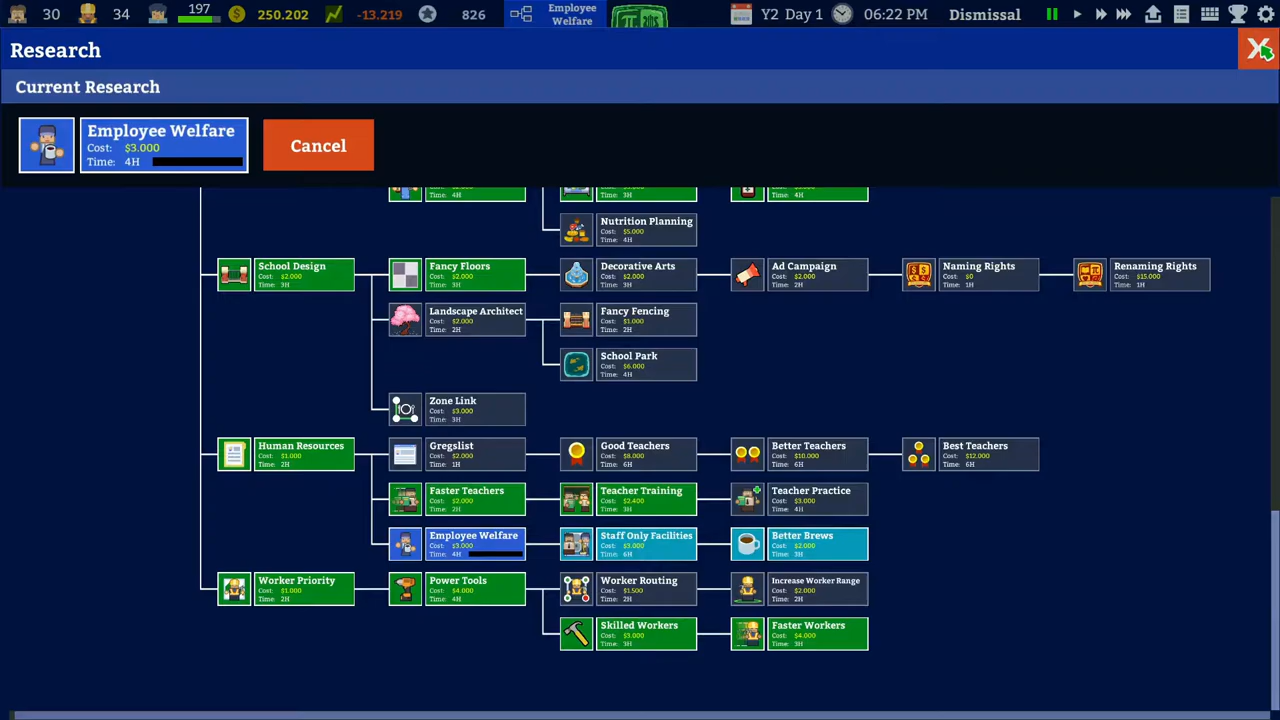 30 34 197 250.202 -13.219 826 Employee Welfare Y2 Day 1 06:22 PM Dismissal
Research
X
Current Research
Employee Welfare
Cost: $3.000
Time: 4H
Cancel
Time: 4H
Time: 3H
Time: 4H
Nutrition Planning
Cost: $5.000
Time: 4H
School Design
Cost: $2.000
Time: 3H
Fancy Floors
Cost: $2.000
Time: 3H
Decorative Arts
Cost: $2.000
Time: 3H
Ad Campaign
Cost: $2.000
Time: 2H
Naming Rights
Cost: $0
Time: 1H
Renaming Rights
Cost: $15.000
Time: 1H
Landscape Architect
Cost: $2.000
Time: 2H
Fancy Fencing
Cost: $1.000
Time: 2H
School Park
Cost: $6.000
Time: 4H
Zone Link
Cost: $3.000
Time: 3H
Human Resources
Cost: $1.000
Time: 2H
Gregslist
Cost: $2.000
Time: 1H
Good Teachers
Cost: $8.000
Time: 6H
Better Teachers
Cost: $10.000
Time: 6H
Best Teachers
Cost: $12.000
Time: 6H
Faster Teachers
Cost: $2.000
Time: 2H
Teacher Training
Cost: $2.400
Time: 3H
Teacher Practice
Cost: $3.000
Time: 4H
Employee Welfare
Cost: $3.000
Time: 4H
Staff Only Facilities
Cost: $3.000
Time: 6H
Better Brews
Cost: $2.000
Time: 3H
Worker Priority
Cost: $1.000
Time: 2H
Power Tools
Cost: $4.000
Time: 4H
Worker Routing
Cost: $1.500
Time: 2H
Increase Worker Range
Cost: $2.000
Time: 2H
Skilled Workers
Cost: $3.000
Time: 3H
Faster Workers
Cost: $4.000
Time: 3H